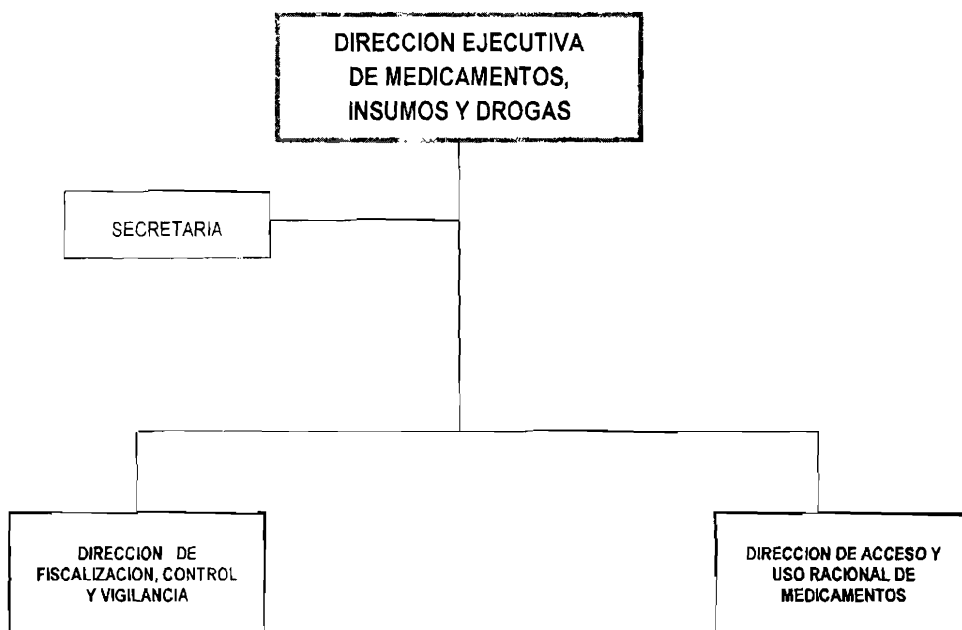 DIRECCION EJECUTIVA
DE MEDICAMENTOS,
INSUMOS Y DROGAS
SECRETARIA
DIRECCION DE
FISCALIZACION, CONTROL
Y VIGILANCIA
DIRECCION DE ACCESO Y
USO RACIONAL DE
MEDICAMENTOS